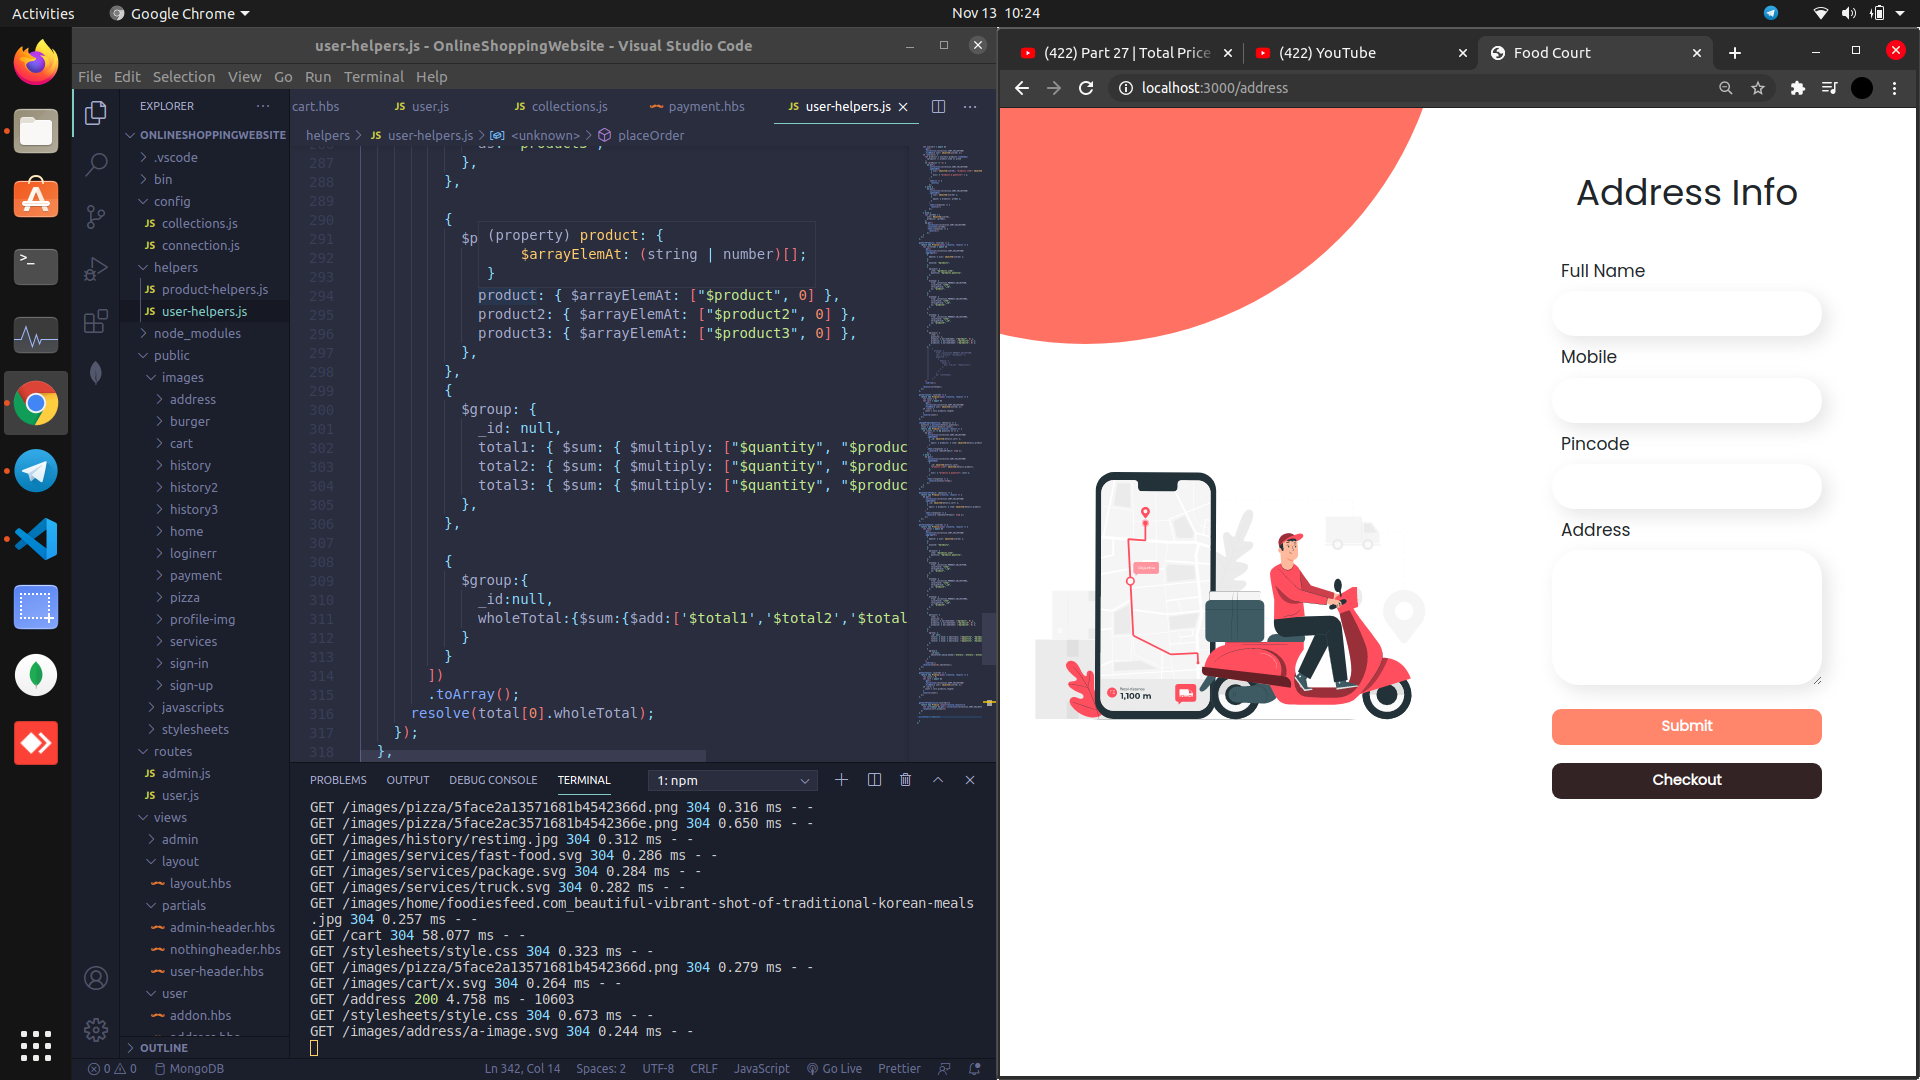 Activities
Google Chrome
Nov 13 10:24
user-helpers.js - OnlineShoppingWebsite - Visual Studio Code
File Edit Selection View Go Run Terminal Help
EXPLORER
ONLINESHOPPINGWEBSITE
.vscode
bin
config
JS collections.js
JS connection.js
helpers
JS product-helpers.js
JS user-helpers.js
node_modules
public
images
address
burger
cart
history
history2
history3
home
loginerr
payment
pizza
profile-img
services
sign-in
sign-up
javascripts
stylesheets
routes
JS admin.js
JS user.js
views
admin
layout
layout.hbs
partials
admin-header.hbs
nothingheader.hbs
user-header.hbs
user
addon.hbs
OUTLINE
cart.hbs JS user.js JS collections.js payment.hbs JS user-helpers.js
helpers > JS user-helpers.js > <unknown> > placeOrder
287 },
288 },
289
290 {
291 $p
(property) product: {
292 $arrayElemAt: (string | number)[];
293 }
294 product: { $arrayElemAt: ["$product", 0] },
295 product2: { $arrayElemAt: ["$product2", 0] },
296 product3: { $arrayElemAt: ["$product3", 0] },
297 },
298 },
299 {
300 $group: {
301 _id: null,
302 total1: { $sum: { $multiply: ["$quantity", "$produc
303 total2: { $sum: { $multiply: ["$quantity", "$produc
304 total3: { $sum: { $multiply: ["$quantity", "$produc
305 },
306 },
307
308 {
309 $group:{
310 _id:null,
311 wholeTotal:{$sum:{$add:['$total1','$total2','$total
312 }
313 }
314 ])
315 .toArray();
316 resolve(total[0].wholeTotal);
317 });
318 },
PROBLEMS OUTPUT DEBUG CONSOLE TERMINAL 1: npm
GET /images/pizza/5face2a13571681b4542366d.png 304 0.316 ms - -
GET /images/pizza/5face2ac3571681b4542366e.png 304 0.650 ms - -
GET /images/history/restimg.jpg 304 0.312 ms - -
GET /images/services/fast-food.svg 304 0.286 ms - -
GET /images/services/package.svg 304 0.284 ms - -
GET /images/services/truck.svg 304 0.282 ms - -
GET /images/home/foodiesfeed.com_beautiful-vibrant-shot-of-traditional-korean-meals
.jpg 304 0.257 ms - -
GET /cart 304 58.077 ms - -
GET /stylesheets/style.css 304 0.323 ms - -
GET /images/pizza/5face2a13571681b4542366d.png 304 0.279 ms - -
GET /images/cart/x.svg 304 0.264 ms - -
GET /address 200 4.758 ms - 10603
GET /stylesheets/style.css 304 0.673 ms - -
GET /images/address/a-image.svg 304 0.244 ms - -
0 0 MongoDB Ln 342, Col 14 Spaces: 2 UTF-8 CRLF JavaScript Go Live Prettier
(422) Part 27 | Total Price
(422) YouTube
Food Court
localhost:3000/address
Address Info
Full Name
Mobile
Pincode
Address
1,100 m
Submit
Checkout